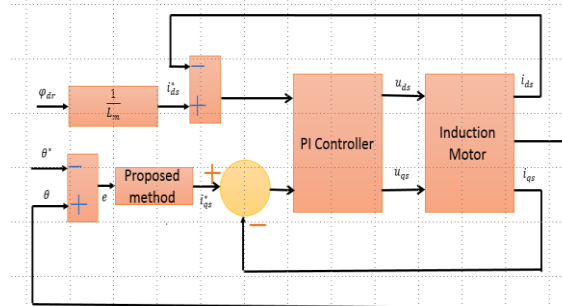 −
φ_dr
1/L_m
i*_ds
+
PI Controller
u_ds
Induction
Motor
i_ds
θ*
−
θ
+
e
Proposed
method
+
i*_qs
−
u_qs
i_qs